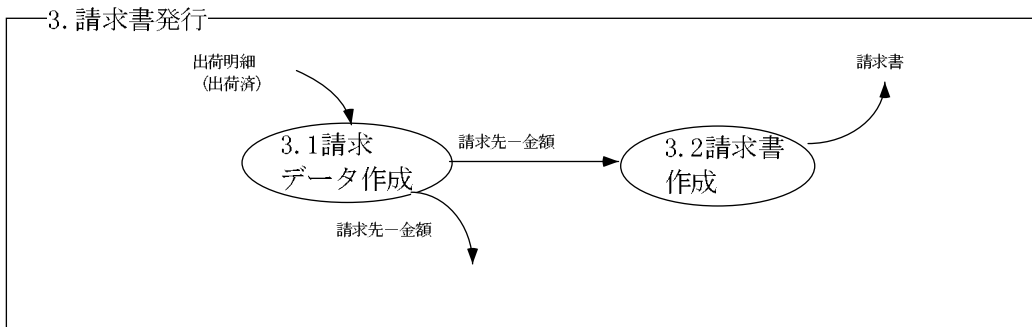 3.請求書発行
出荷明細
（出荷済）
請求書
3.1請求
データ作成
請求先－金額
3.2請求書
作成
請求先－金額